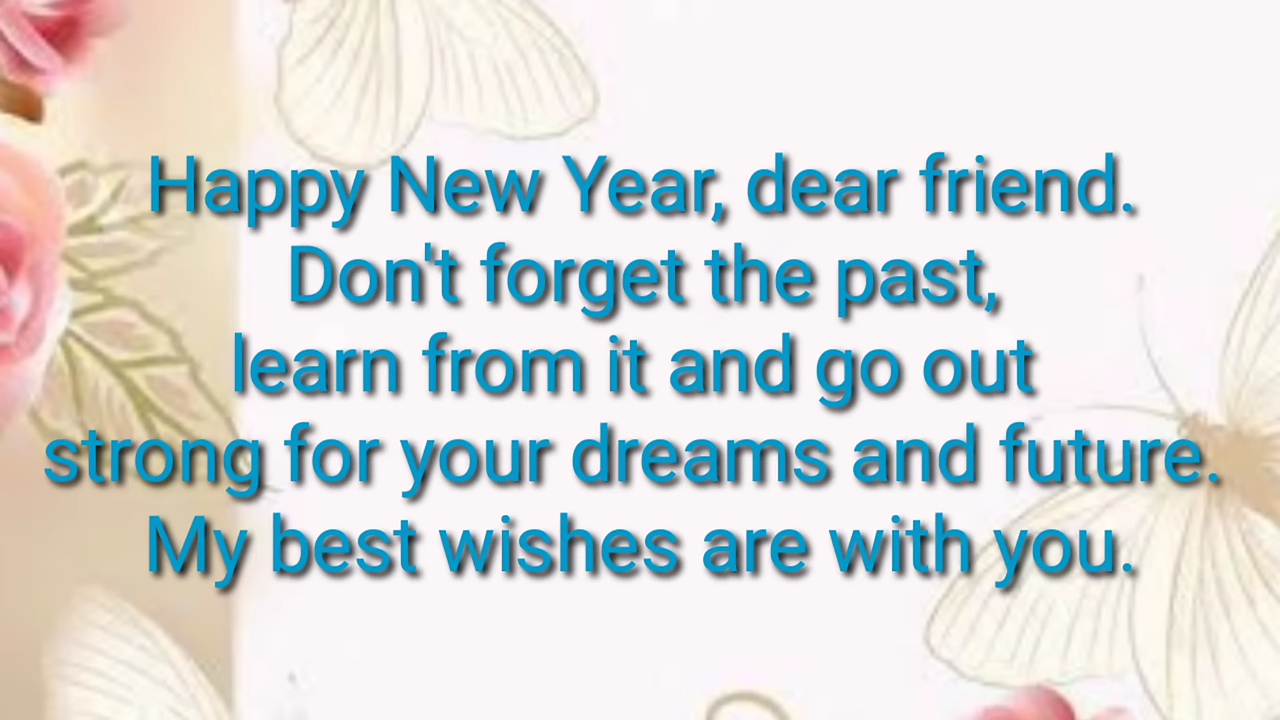 Happy New Year, dear friend.
Don't forget the past,
learn from it and go out
strong for your dreams and future.
My best wishes are with you.